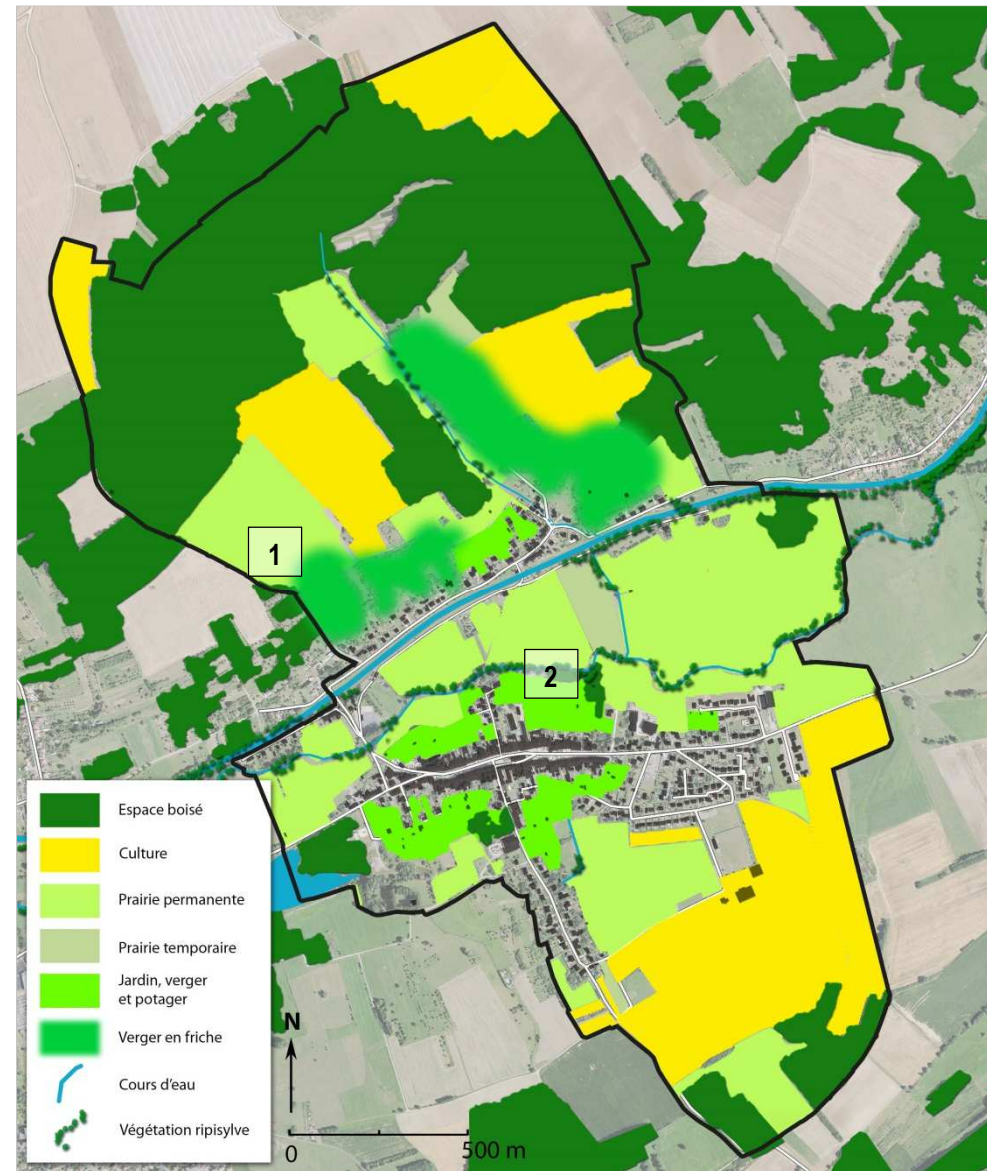 1
2
Espace boisé
Culture
Prairie permanente
Prairie temporaire
Jardin, verger
et potager
Verger en friche
Cours d'eau
Végétation ripisylve
N
0
500 m